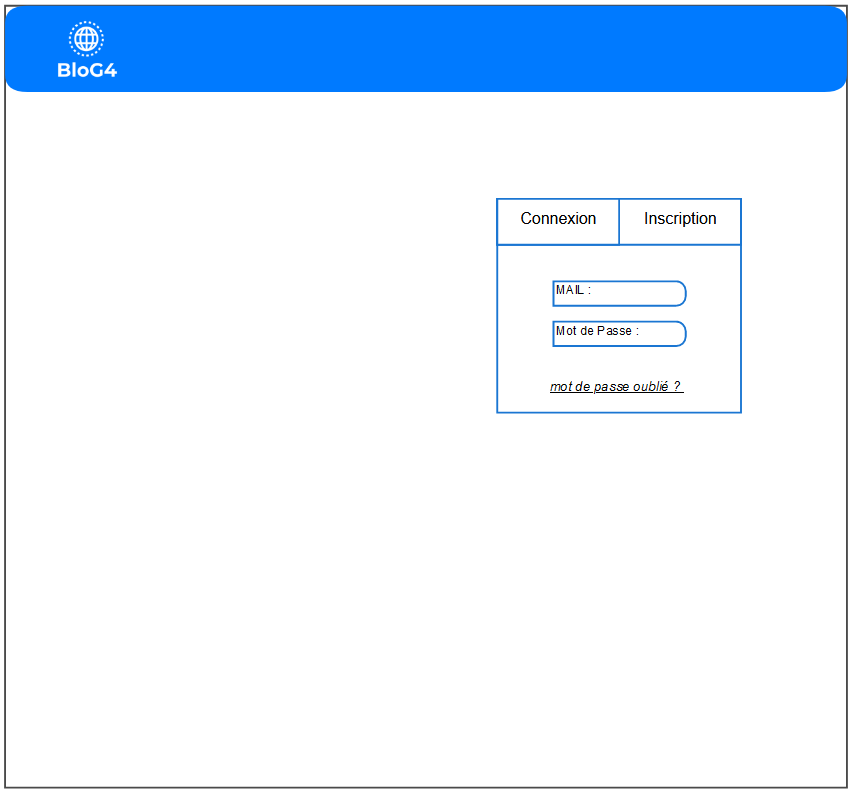 BloG4
Connexion
Inscription
MAIL :
Mot de Passe :
mot de passe oublié ?